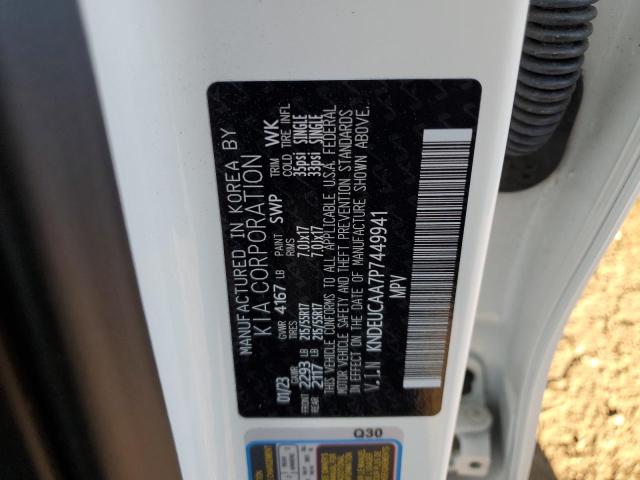 MANUFACTURED IN KOREA BY
KIA CORPORATION
GVWR 4167 LB PAINT SWP TRIM WK
01/23 GAWR TIRES RIMS COLD TIRE INFL
FRONT 2293 LB 215/55R17 7.0Jx17 35psi SINGLE
REAR 2117 LB 215/55R17 7.0Jx17 33psi SINGLE
THIS VEHICLE CONFORMS TO ALL APPLICABLE U.S.A. FEDERAL
MOTOR VEHICLE SAFETY AND THEFT PREVENTION STANDARDS
IN EFFECT ON THE DATE OF MANUFACTURE SHOWN ABOVE.
V.I.N KNDEUCAA7P7449941
MPV
Q30